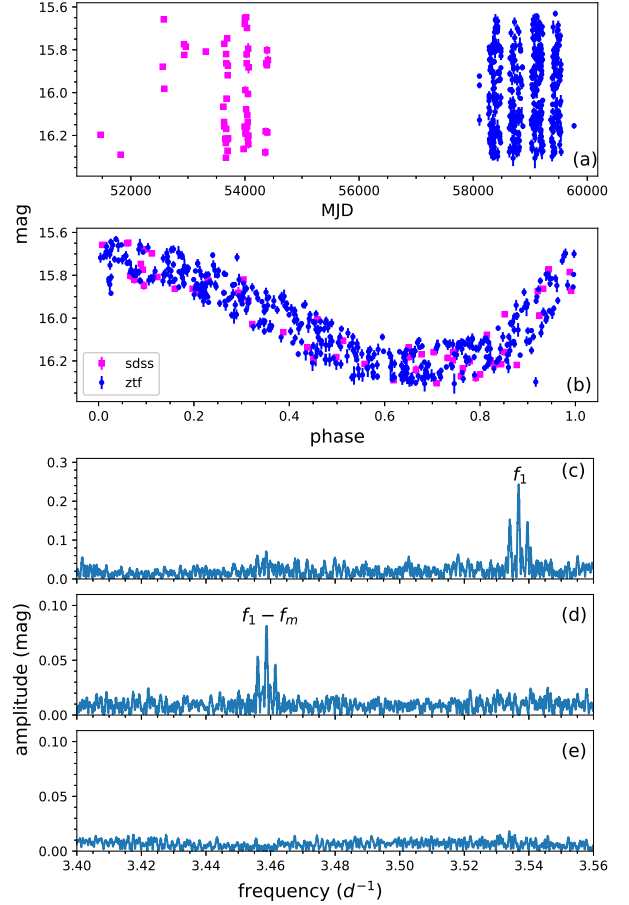 15.6
15.8
16.0
16.2
(a)
52000 54000 56000 58000 60000
MJD
mag
15.6
15.8
16.0
16.2
sdss
ztf
(b)
0.0 0.2 0.4 0.6 0.8 1.0
phase
0.3
0.2
0.1
0.0
f1
(c)
0.10
0.05
0.00
f1 − fm
(d)
amplitude (mag)
0.10
0.05
0.00
(e)
3.40 3.42 3.44 3.46 3.48 3.50 3.52 3.54 3.56
frequency (d−1)